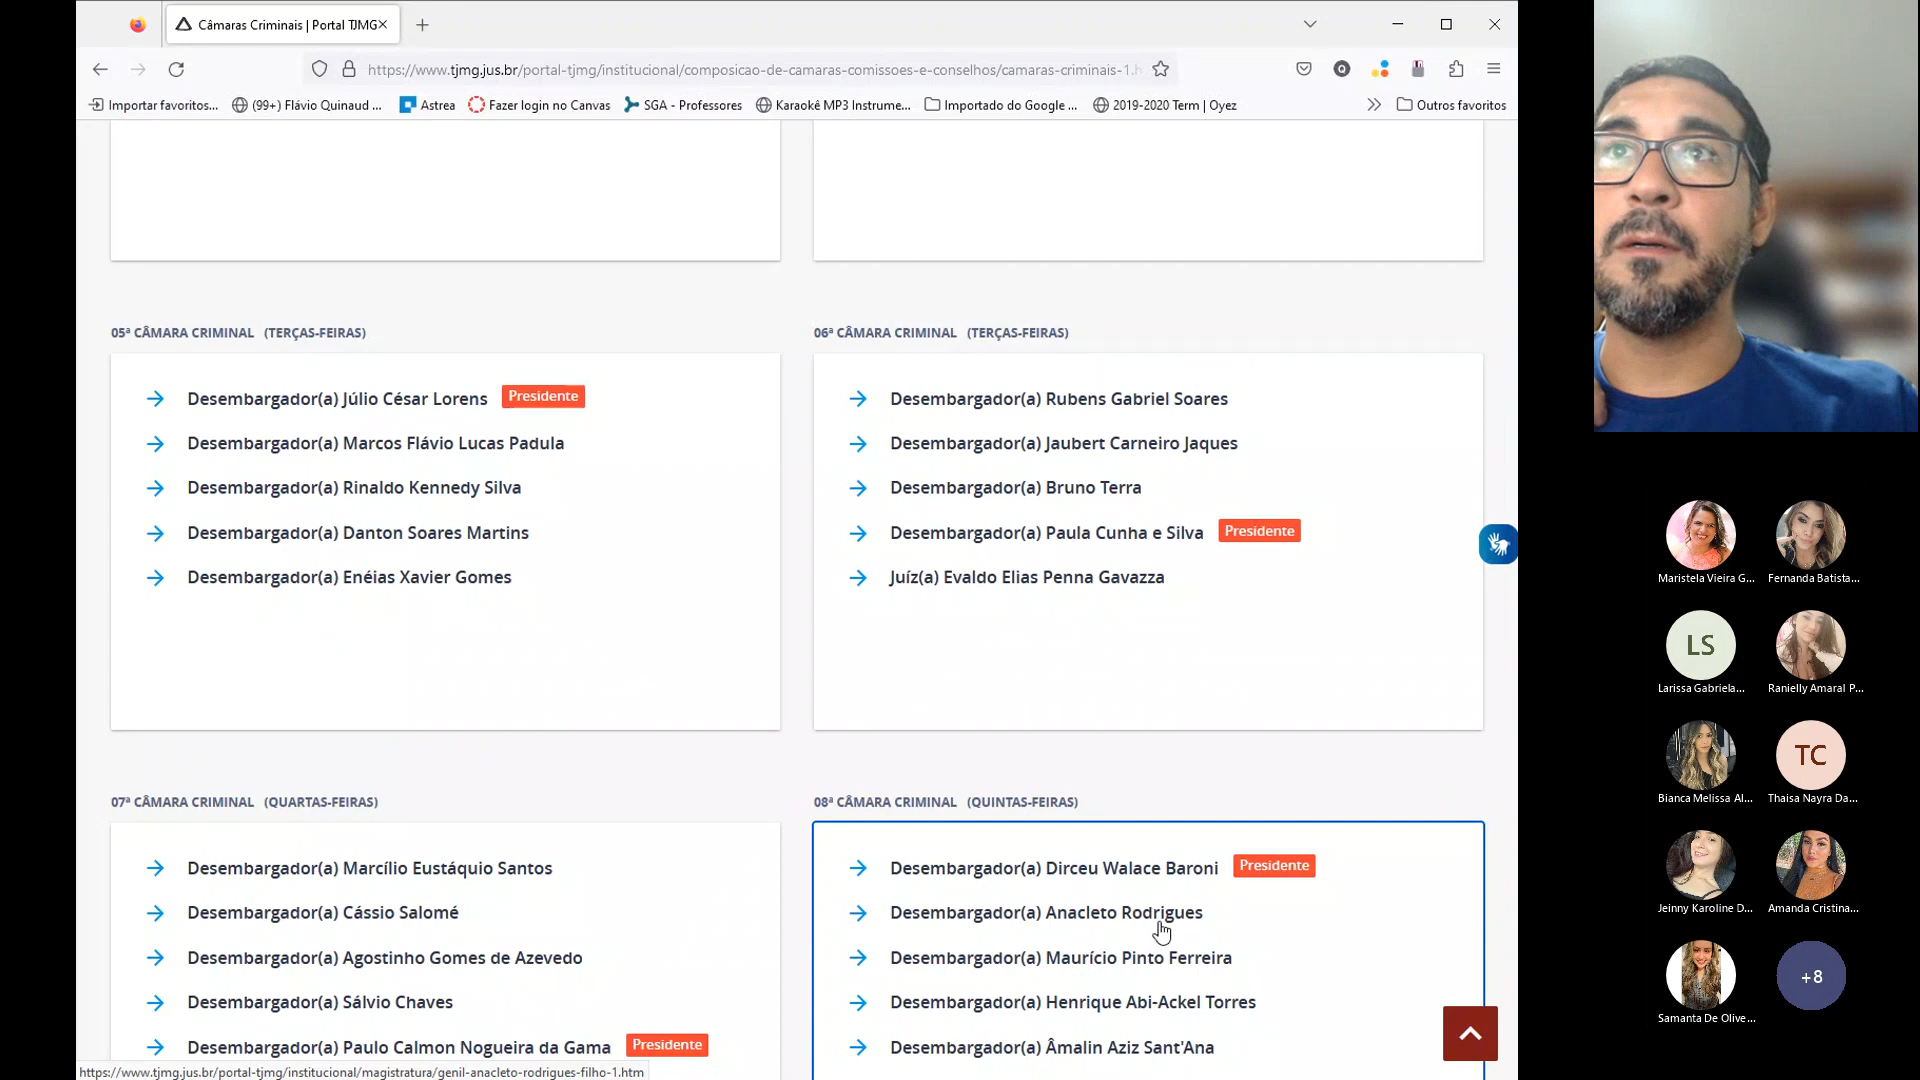 Câmaras Criminais | Portal TJMG
https://www.tjmg.jus.br/portal-tjmg/institucional/composicao-de-camaras-comissoes-e-conselhos/camaras-criminais-1.h
Importar favoritos...
(99+) Flávio Quinaud ...
Astrea
Fazer login no Canvas
SGA - Professores
Karaokê MP3 Instrume...
Importado do Google ...
2019-2020 Term | Oyez
Outros favoritos
05ª CÂMARA CRIMINAL (TERÇAS-FEIRAS)
Desembargador(a) Júlio César Lorens Presidente
Desembargador(a) Marcos Flávio Lucas Padula
Desembargador(a) Rinaldo Kennedy Silva
Desembargador(a) Danton Soares Martins
Desembargador(a) Enéias Xavier Gomes
06ª CÂMARA CRIMINAL (TERÇAS-FEIRAS)
Desembargador(a) Rubens Gabriel Soares
Desembargador(a) Jaubert Carneiro Jaques
Desembargador(a) Bruno Terra
Desembargador(a) Paula Cunha e Silva Presidente
Juíz(a) Evaldo Elias Penna Gavazza
07ª CÂMARA CRIMINAL (QUARTAS-FEIRAS)
Desembargador(a) Marcílio Eustáquio Santos
Desembargador(a) Cássio Salomé
Desembargador(a) Agostinho Gomes de Azevedo
Desembargador(a) Sálvio Chaves
Desembargador(a) Paulo Calmon Nogueira da Gama Presidente
08ª CÂMARA CRIMINAL (QUINTAS-FEIRAS)
Desembargador(a) Dirceu Walace Baroni Presidente
Desembargador(a) Anacleto Rodrigues
Desembargador(a) Maurício Pinto Ferreira
Desembargador(a) Henrique Abi-Ackel Torres
Desembargador(a) Âmalin Aziz Sant'Ana
https://www.tjmg.jus.br/portal-tjmg/institucional/magistratura/genil-anacleto-rodrigues-filho-1.htm
Maristela Vieira G...
Fernanda Batista...
LS
Larissa Gabriela...
Ranielly Amaral P...
Bianca Melissa Al...
TC
Thaisa Nayra Da...
Jeinny Karoline D...
Amanda Cristina...
Samanta De Olive...
+8